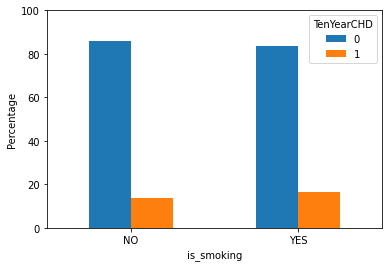 100
80
60
40
20
0
Percentage
TenYearCHD
0
1
NO
YES
is_smoking